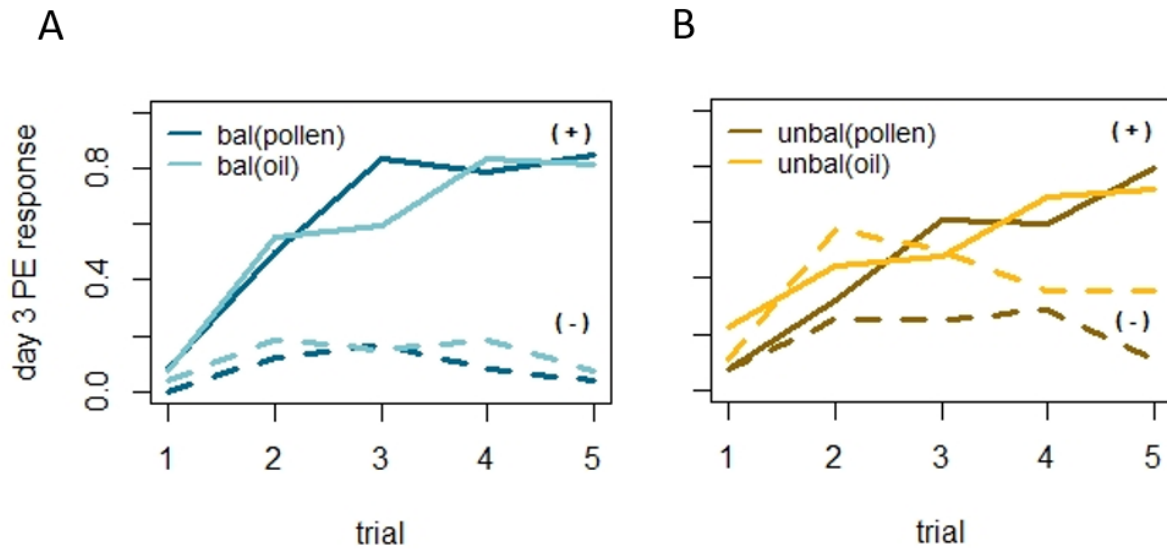 A
B
day 3 PE response
0.0
0.4
0.8
bal(pollen)
bal(oil)
( + )
( - )
1 2 3 4 5
trial
unbal(pollen)
unbal(oil)
( + )
( - )
1 2 3 4 5
trial